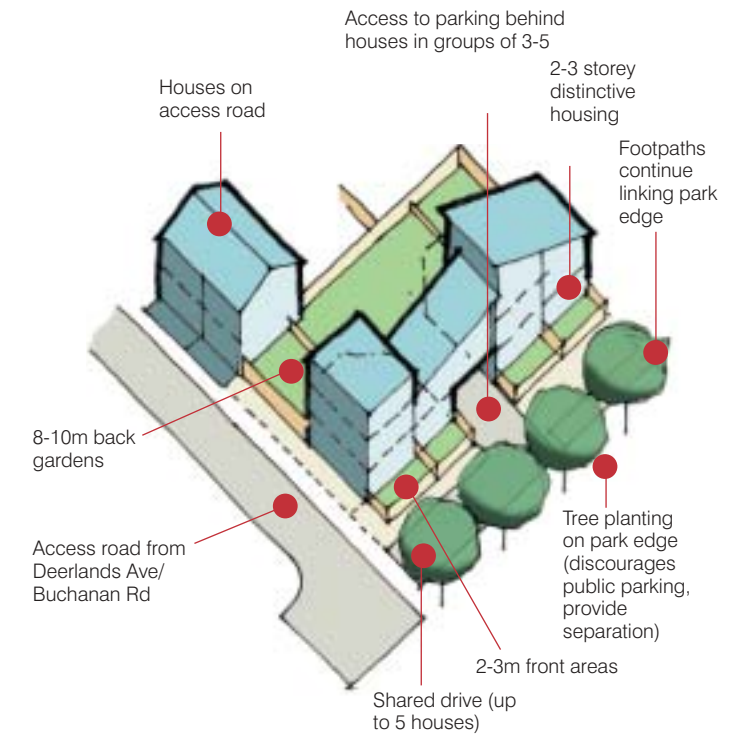 Access to parking behind
houses in groups of 3-5
2-3 storey
distinctive
housing
Houses on
access road
Footpaths
continue
linking park
edge
8-10m back
gardens
Access road from
Deerlands Ave/
Buchanan Rd
Tree planting
on park edge
(discourages
public parking,
provide
separation)
2-3m front areas
Shared drive (up
to 5 houses)